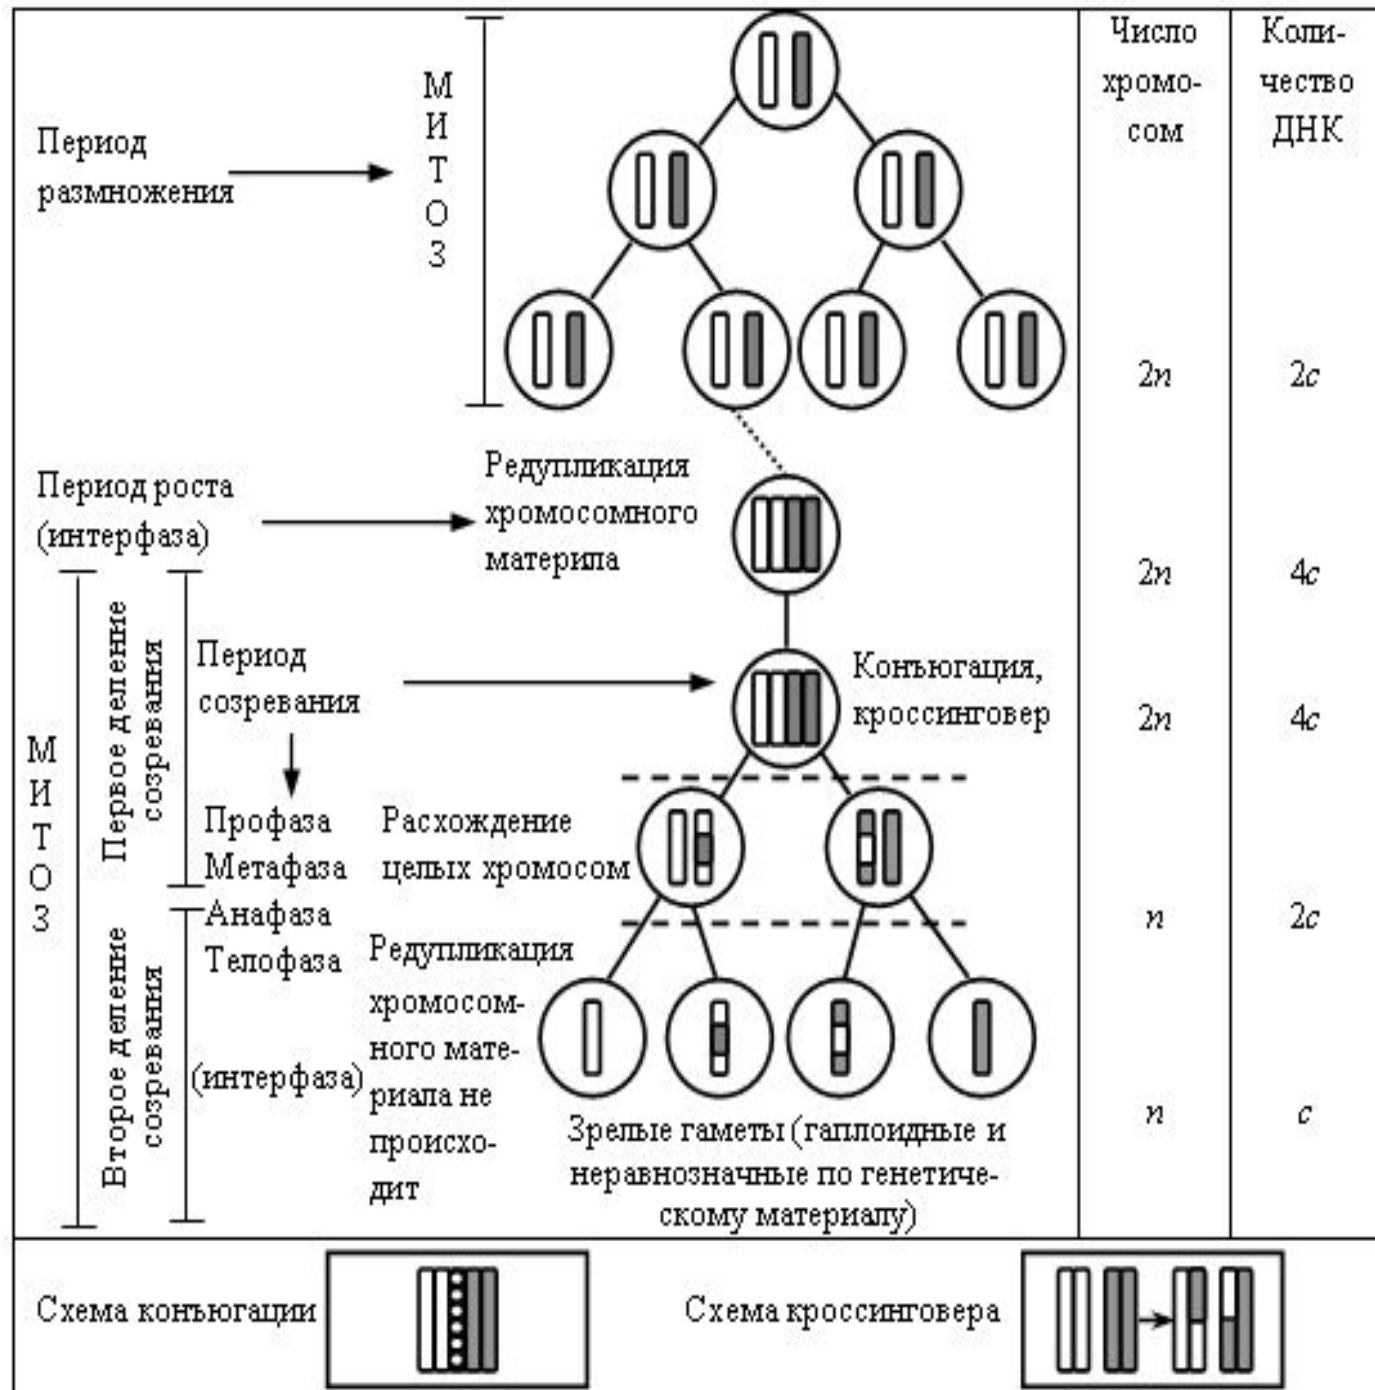 Число
хромо-
сом
Коли-
чество
ДНК
Период
размножения
М
И
Т
О
З
2n
2c
Период роста
(интерфаза)
Редупликация
хромосомного
материпа
2n
4c
Период
созревания
Конъюгация,
кроссинговер
2n
4c
МИТОЗ
Первое деление
созревания
Второе деление
созревания
Профаза
Метафаза
Анафаза
Телофаза
(интерфаза)
Расхождение
целых хромосом
n
2c
Редупликация
хромосом-
ного мате-
риала не
происхо-
дит
Зрелые гаметы (гаплоидные и
неравнозначные по генетиче-
скому материалу)
n
c
Схема конъюгации
Схема кроссинговера